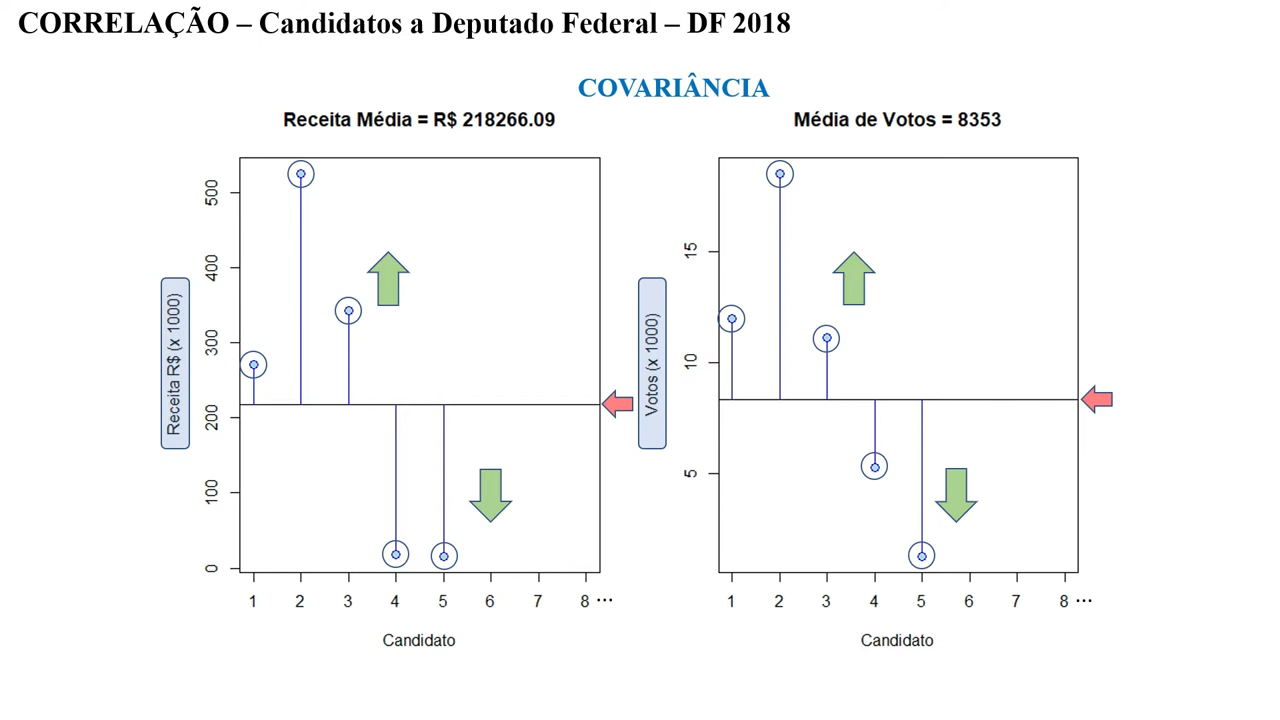 CORRELAÇÃO – Candidatos a Deputado Federal – DF 2018
COVARIÂNCIA
Receita Média = R$ 218266.09
Receita R$ (x 1000)
500
400
300
200
100
0
1 2 3 4 5 6 7 8 ...
Candidato
Média de Votos = 8353
Votos (x 1000)
15
10
5
1 2 3 4 5 6 7 8 ...
Candidato